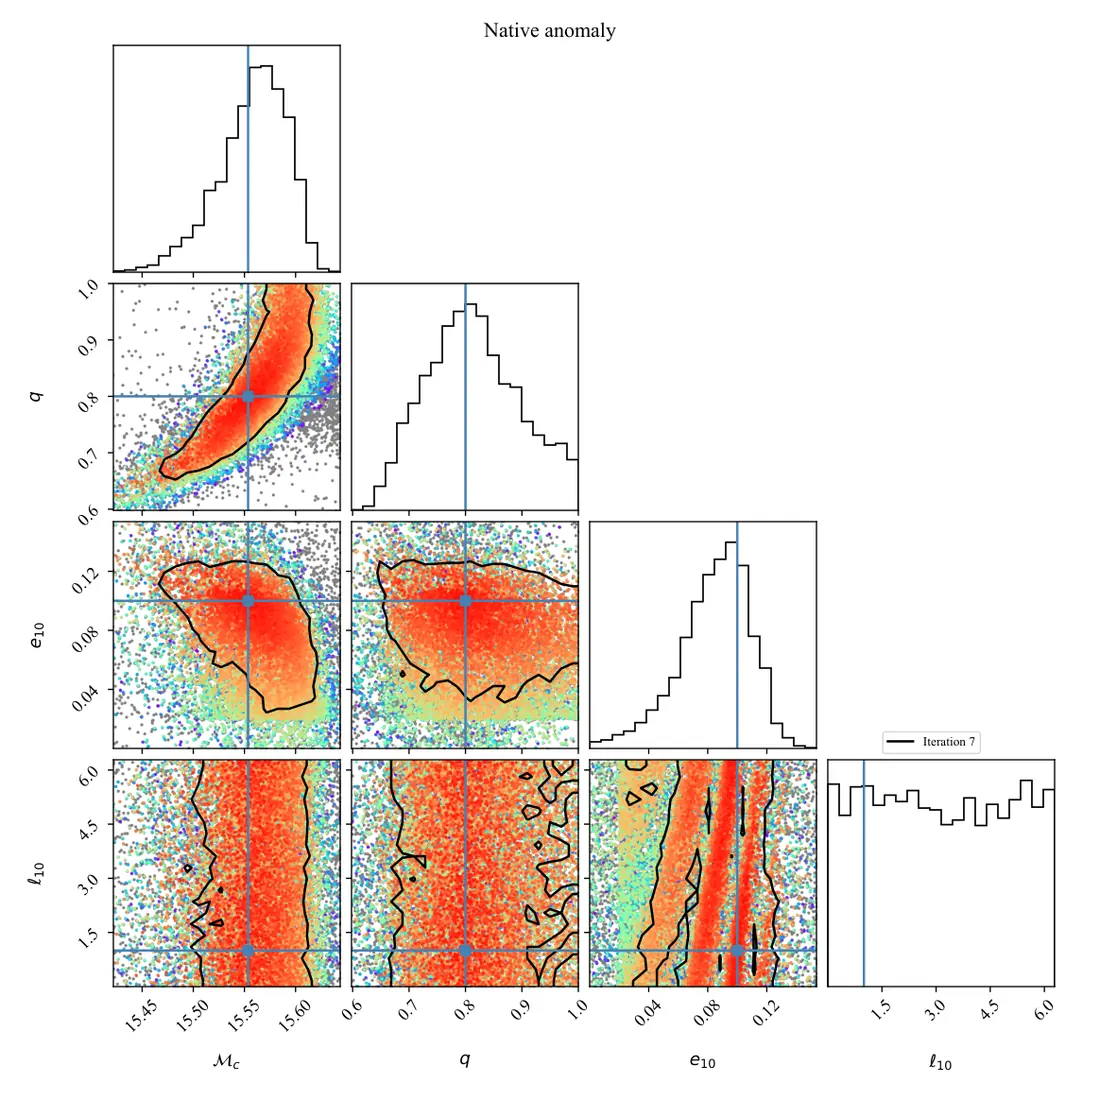 Native anomaly
1.0
0.9
0.8
0.7
0.6
q
0.12
0.08
0.04
e₁₀
Iteration 7
6.0
4.5
3.0
1.5
ℓ₁₀
15.45 15.50 15.55 15.60 0.6 0.7 0.8 0.9 1.0 0.04 0.08 0.12 1.5 3.0 4.5 6.0
ℳ_c q e₁₀ ℓ₁₀